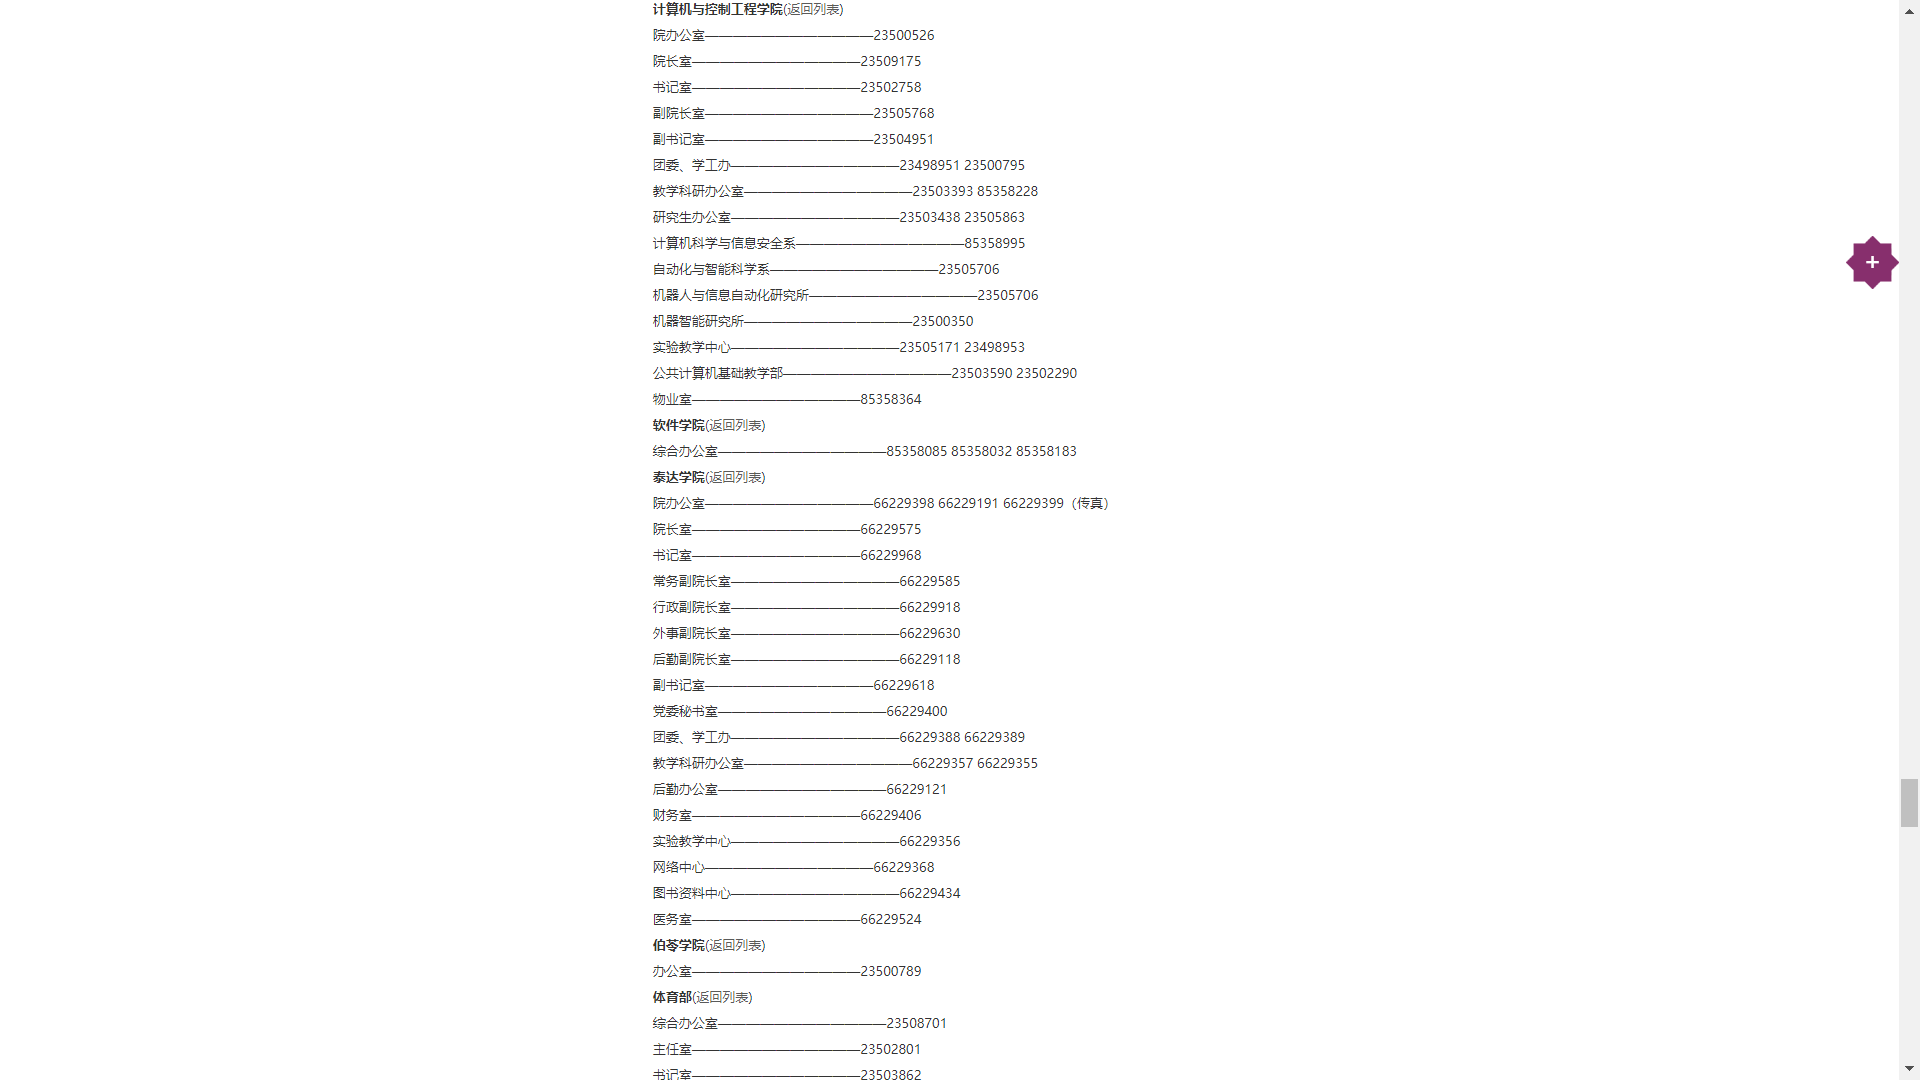 计算机与控制工程学院(返回列表)
院办公室—————————————23500526
院长室—————————————23509175
书记室—————————————23502758
副院长室—————————————23505768
副书记室—————————————23504951
团委、学工办—————————————23498951 23500795
教学科研办公室—————————————23503393 85358228
研究生办公室—————————————23503438 23505863
计算机科学与信息安全系—————————————85358995
自动化与智能科学系—————————————23505706
机器人与信息自动化研究所—————————————23505706
机器智能研究所—————————————23500350
实验教学中心—————————————23505171 23498953
公共计算机基础教学部—————————————23503590 23502290
物业室—————————————85358364
软件学院(返回列表)
综合办公室—————————————85358085 85358032 85358183
泰达学院(返回列表)
院办公室—————————————66229398 66229191 66229399（传真）
院长室—————————————66229575
书记室—————————————66229968
常务副院长室—————————————66229585
行政副院长室—————————————66229918
外事副院长室—————————————66229630
后勤副院长室—————————————66229118
副书记室—————————————66229618
党委秘书室—————————————66229400
团委、学工办—————————————66229388 66229389
教学科研办公室—————————————66229357 66229355
后勤办公室—————————————66229121
财务室—————————————66229406
实验教学中心—————————————66229356
网络中心—————————————66229368
图书资料中心—————————————66229434
医务室—————————————66229524
伯苓学院(返回列表)
办公室—————————————23500789
体育部(返回列表)
综合办公室—————————————23508701
主任室—————————————23502801
书记室—————————————23503862
+